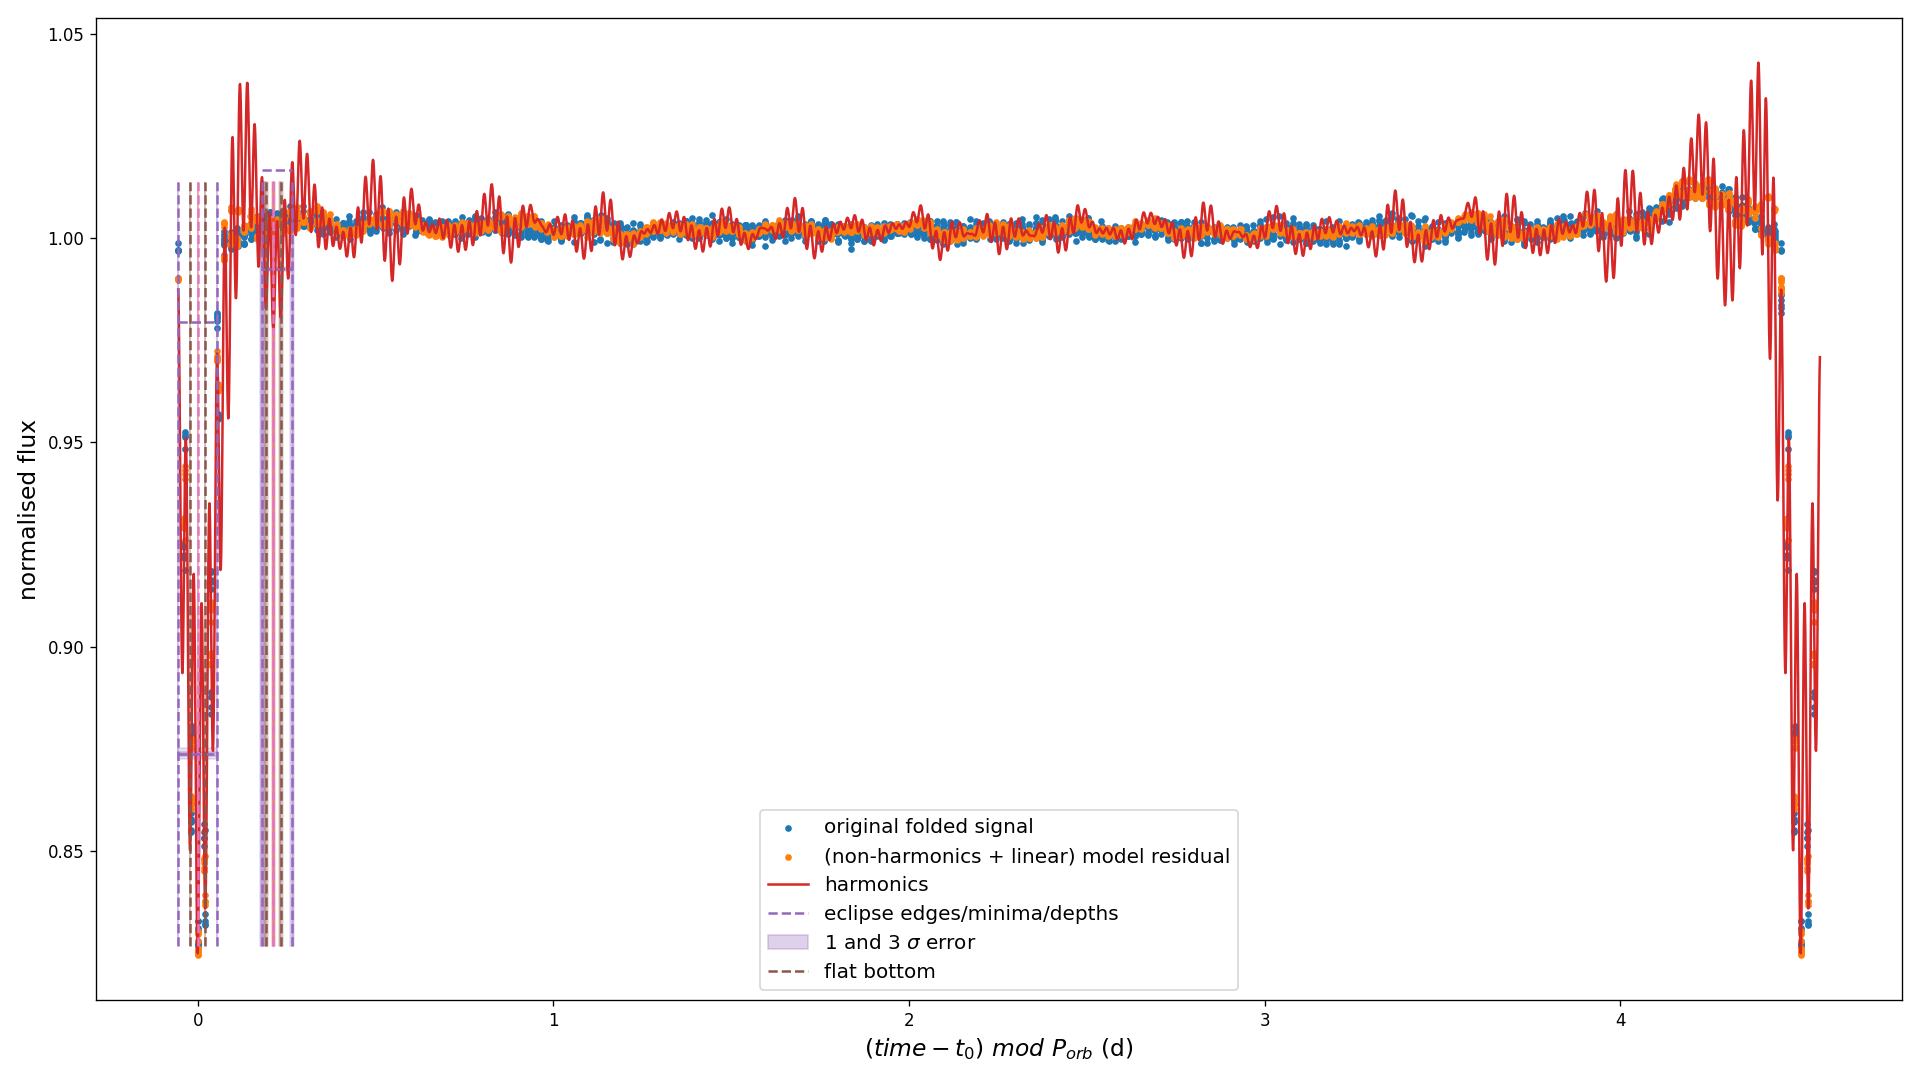 1.05
1.00
0.95
0.90
0.85
normalised flux
original folded signal
(non-harmonics + linear) model residual
harmonics
eclipse edges/minima/depths
1 and 3 σ error
flat bottom
0 1 2 3 4
(time − t₀) mod Pₒᵣb (d)